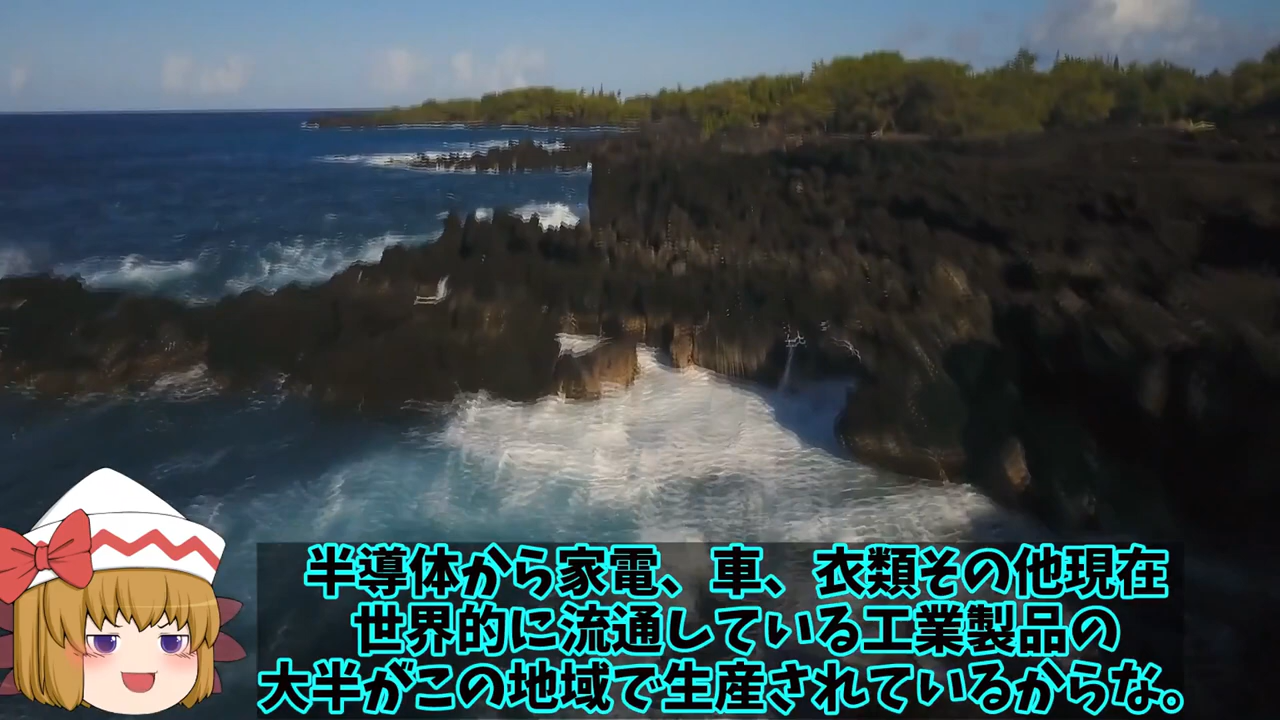 半導体から家電、車、衣類その他現在
世界的に流通している工業製品の
大半がこの地域で生産されているからな。